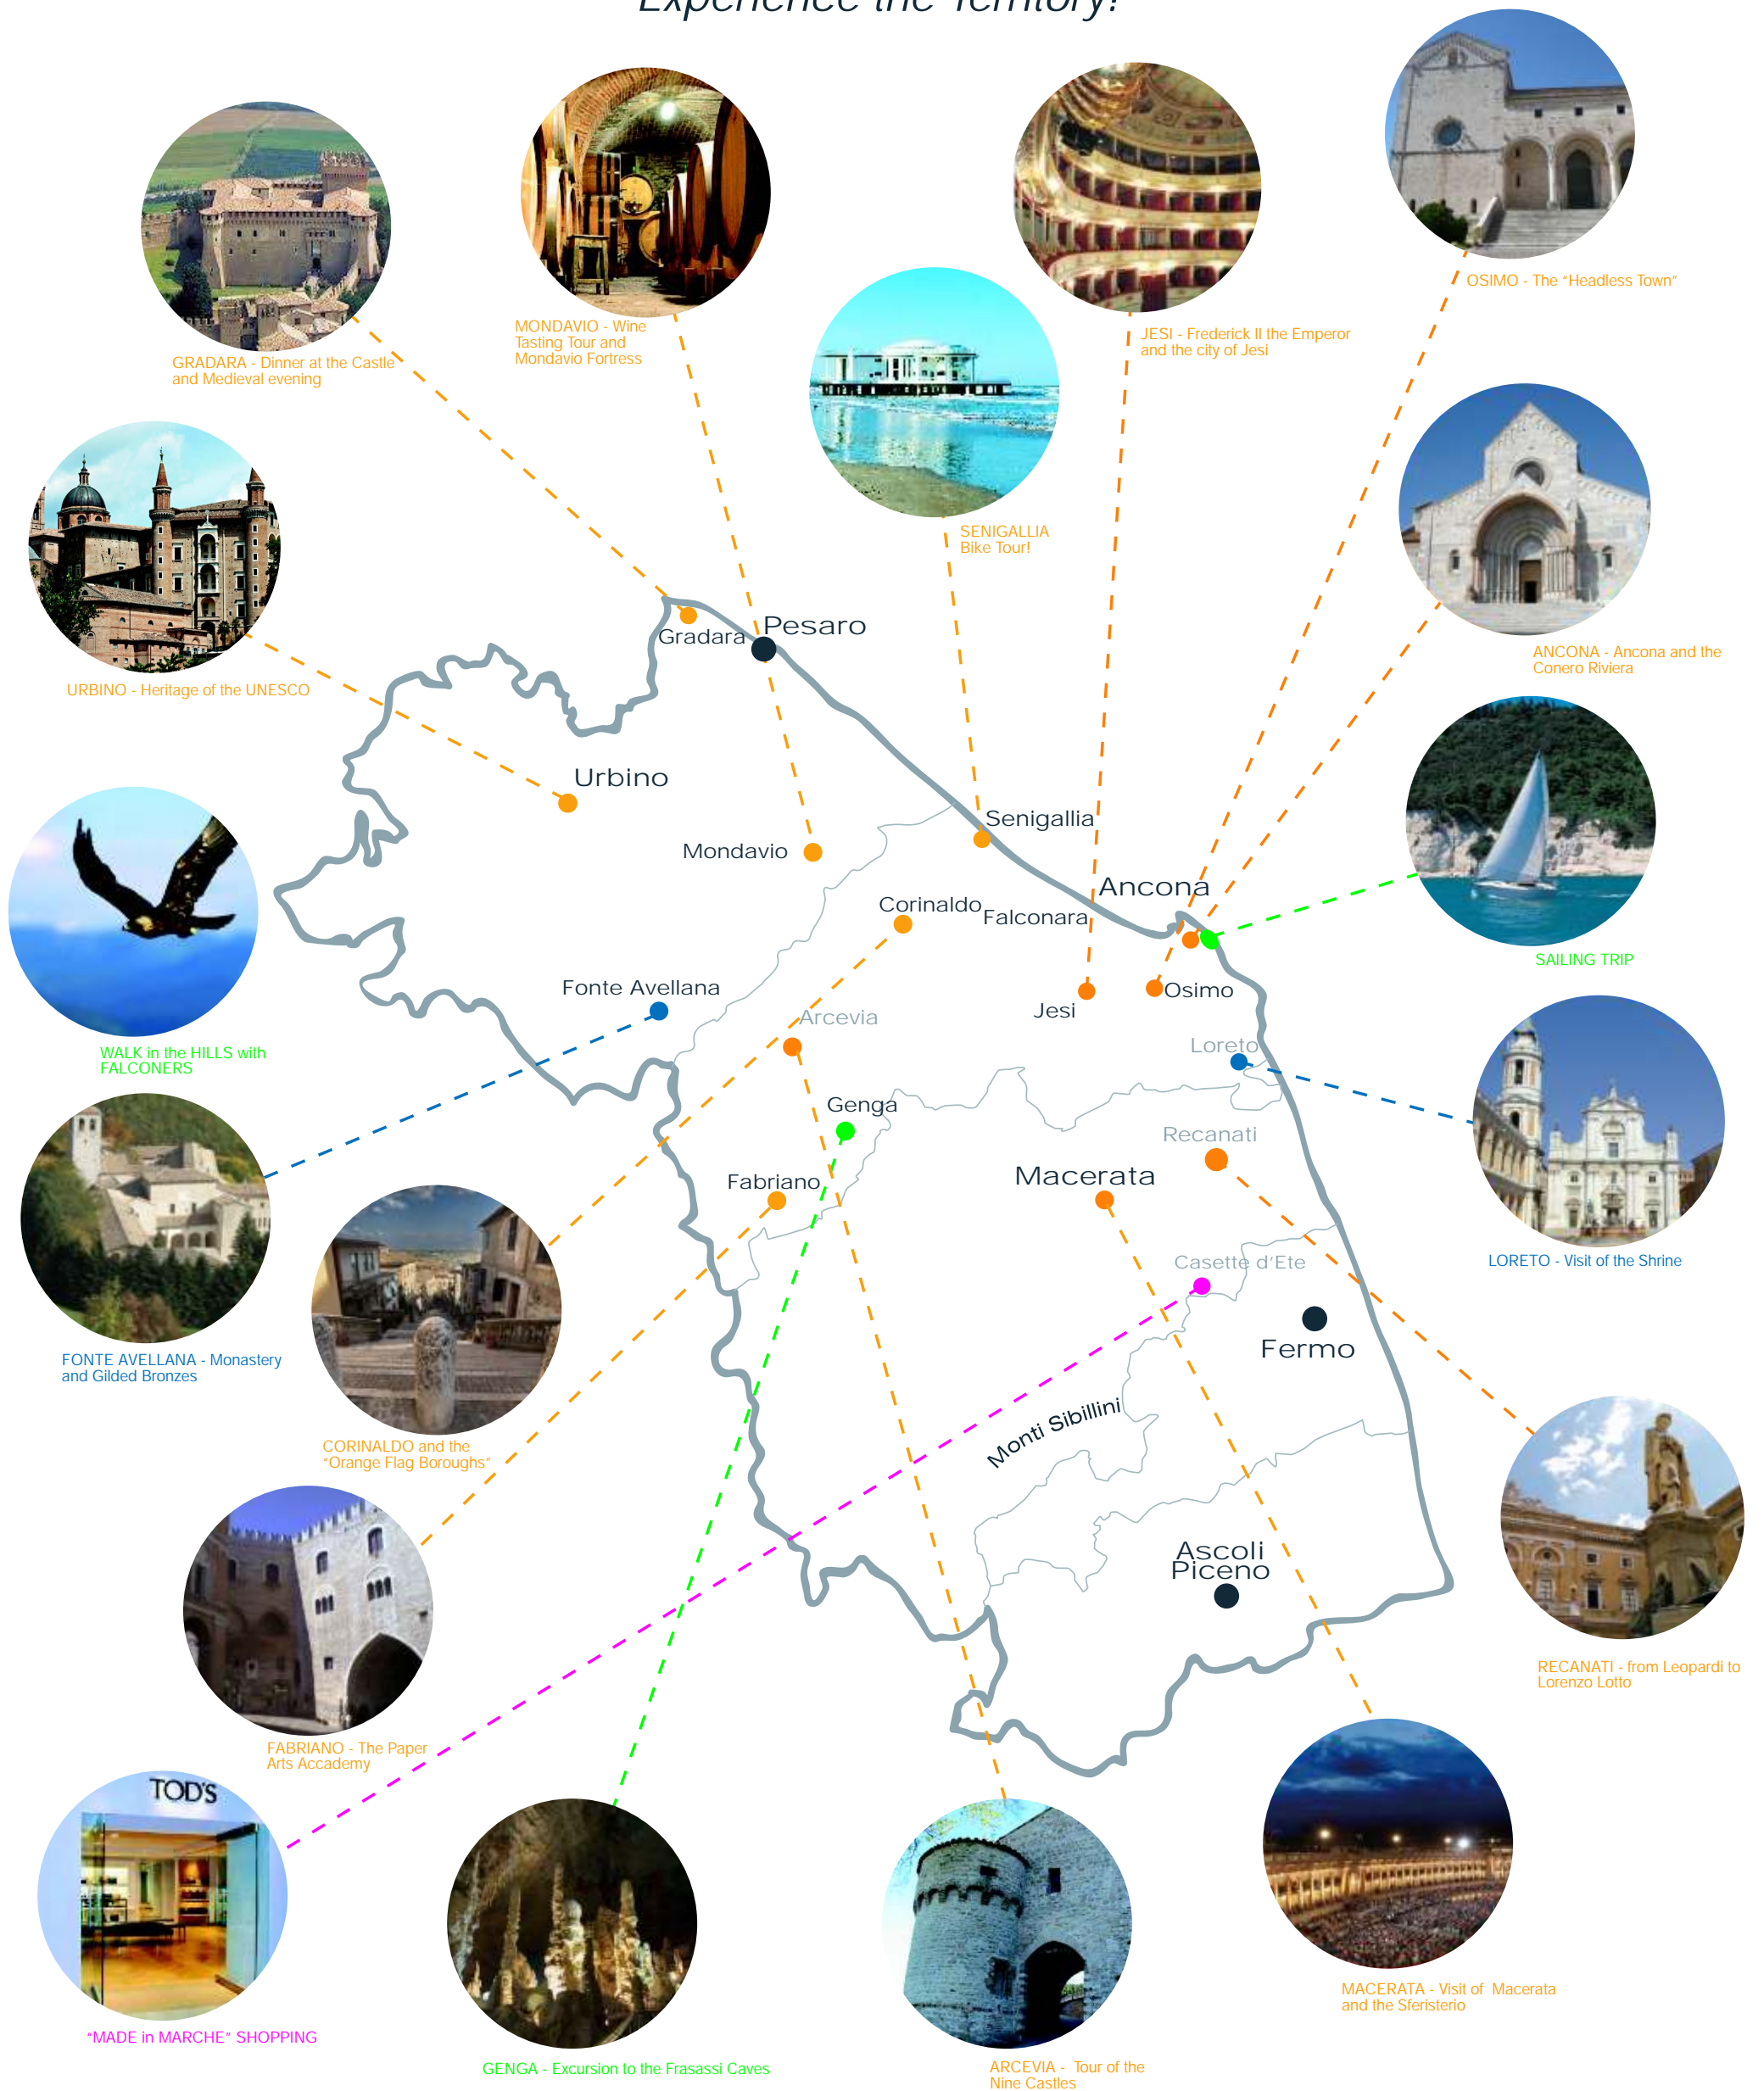 Experience the Territory!
OSIMO - The “Headless Town”
MONDAVIO - Wine
Tasting Tour and
Mondavio Fortress
JESI - Frederick II the Emperor
and the city of Jesi
GRADARA - Dinner at the Castle
and Medieval evening
SENIGALLIA
Bike Tour!
ANCONA - Ancona and the
Conero Riviera
URBINO - Heritage of the UNESCO
Gradara
Pesaro
Urbino
Senigallia
Mondavio
Ancona
Corinaldo
Falconara
SAILING TRIP
Fonte Avellana
Arcevia
Jesi
Osimo
Loreto
WALK in the HILLS with
FALCONERS
Genga
Recanati
Macerata
Fabriano
Casette d’Ete
LORETO - Visit of the Shrine
Fermo
FONTE AVELLANA - Monastery
and Gilded Bronzes
Monti Sibillini
CORINALDO and the
“Orange Flag Boroughs”
Ascoli
Piceno
RECANATI - from Leopardi to
Lorenzo Lotto
FABRIANO - The Paper
Arts Accademy
TOD'S
MACERATA - Visit of  Macerata
and the Sferisterio
“MADE in MARCHE” SHOPPING
GENGA - Excursion to the Frasassi Caves
ARCEVIA -  Tour of the
Nine Castles